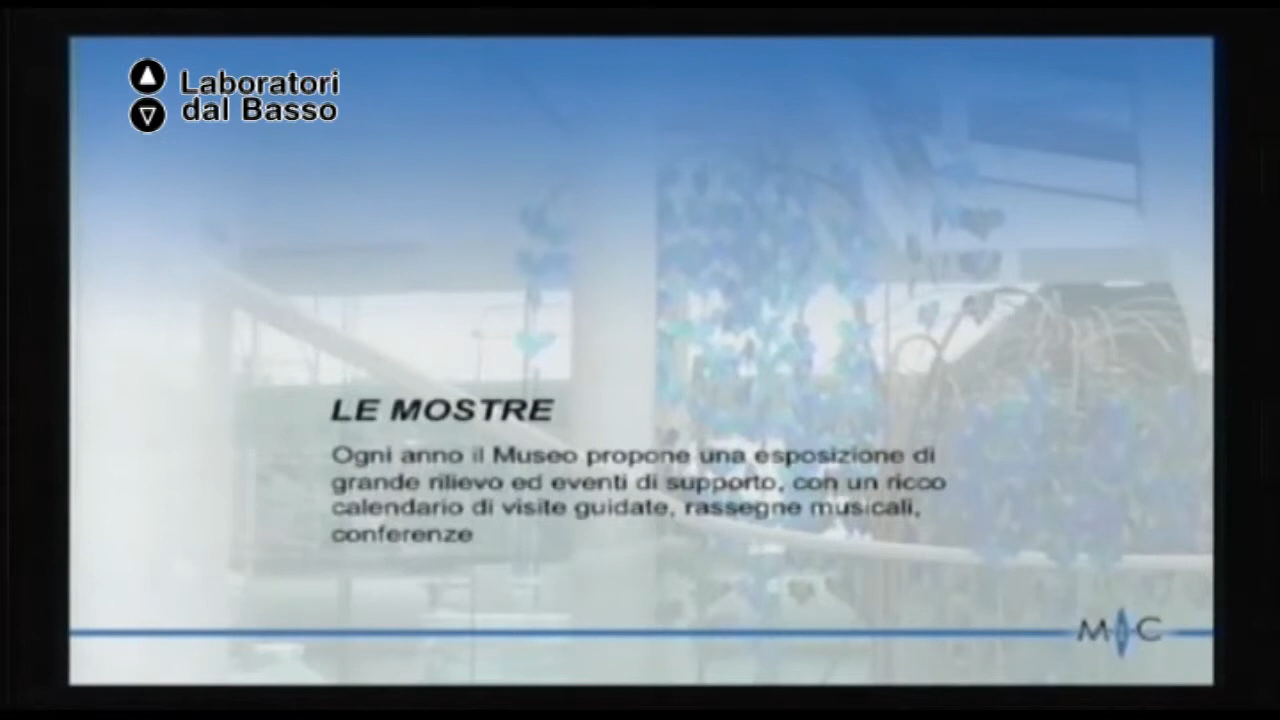 Laboratori
dal Basso
LE MOSTRE
Ogni anno il Museo propone una esposizione di
grande rilievo ed eventi di supporto, con un ricco
calendario di visite guidate, rassegne musicali,
conferenze
M C